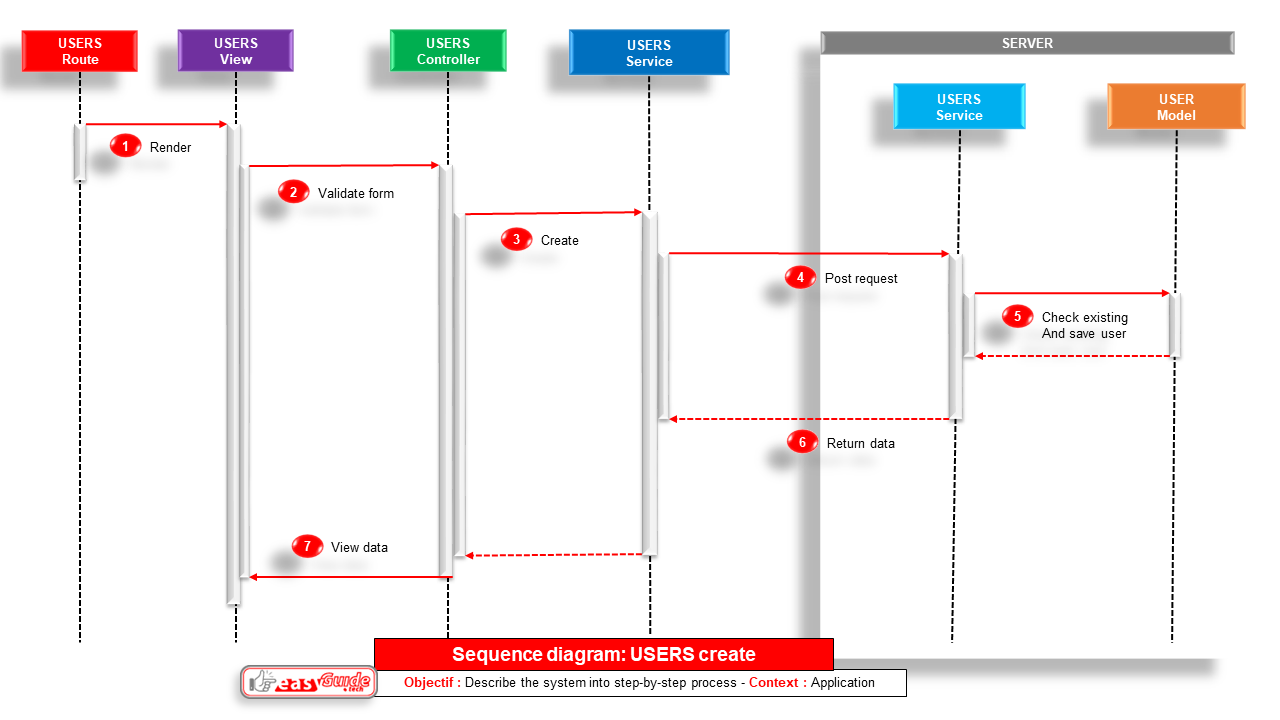 USERS
Route
USERS
View
USERS
Controller
USERS
Service
SERVER
USERS
Service
USER
Model
1 Render
2 Validate form
3 Create
4 Post request
5 Check existing
And save user
6 Return data
7 View data
Sequence diagram: USERS create
easyGuide
.tech
Objectif : Describe the system into step-by-step process - Context : Application